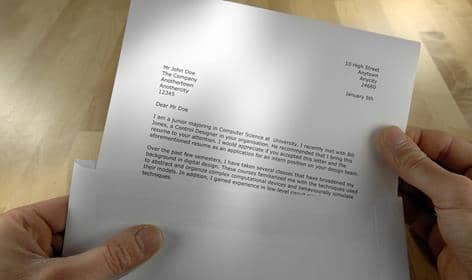 10 High Street
Anytown
Anycity
24680
January 5th
Mr John Doe
The Company
Anothertown
Anothercity
12345
Dear Mr Doe
I am a junior majoring in Computer Science at University. I recently met with Bill
Jones, a Control Designer in your organisation. He recommended that I bring this
resume to your attention. I would appreciate if you accepted this letter and the
aforementioned resume as an application for an intern position on your design team.
Over the past few semesters, I have taken several classes that have broadened my
background in digital design. These courses familiarized me with the techniques used
to abstract and organize complex computational devices and behaviorally simulate
their models. In addition, I gained experience in low-level circuit
techniques.